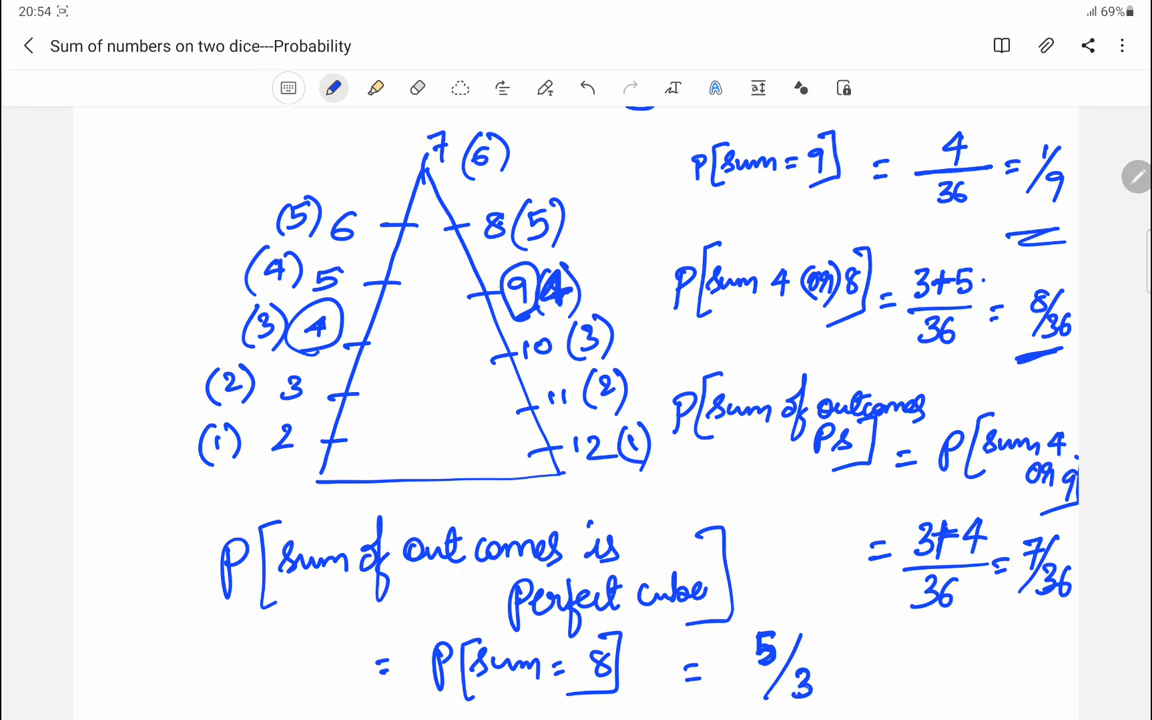 20:54
69%
Sum of numbers on two dice---Probability
7 (6)
(5) 6
8 (5)
(4) 5
9 (4)
(3) 4
10 (3)
(2) 3
11 (2)
(1) 2
12 (1)
P[sum = 9] = 4/36 = 1/9
P[sum 4 (or) 8] = 3+5/36 = 8/36
P[sum of outcomes
PS] = P[sum 4
or 9
= 3+4/36 = 7/36
P[sum of outcomes is
Perfect cube]
= P[sum = 8] = 5/3